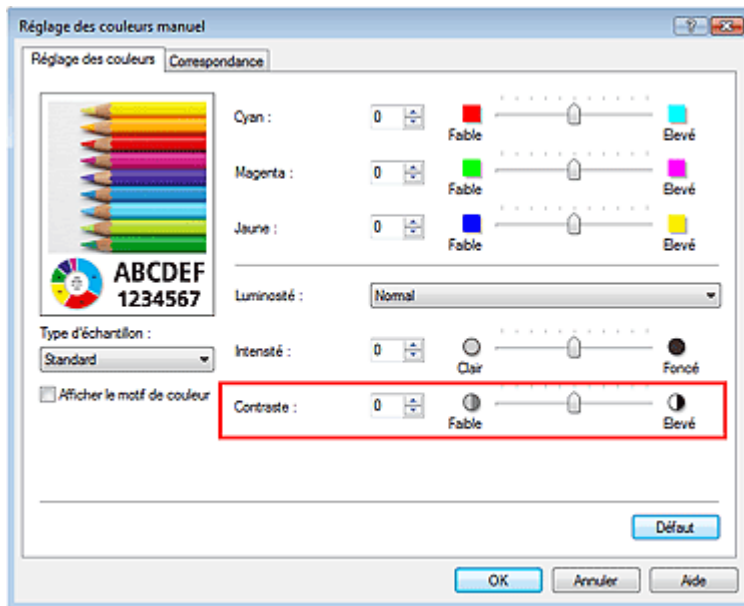 Réglage des couleurs manuel
Réglage des couleurs
Correspondance
Cyan :
0
Faible
Elevé
Magenta :
0
Faible
Elevé
Jaune :
0
Faible
Elevé
ABCDEF
1234567
Luminosité :
Normal
Type d'échantillon :
Standard
Intensité :
0
Clair
Foncé
Afficher le motif de couleur
Contraste :
0
Faible
Elevé
Défaut
OK
Annuler
Aide